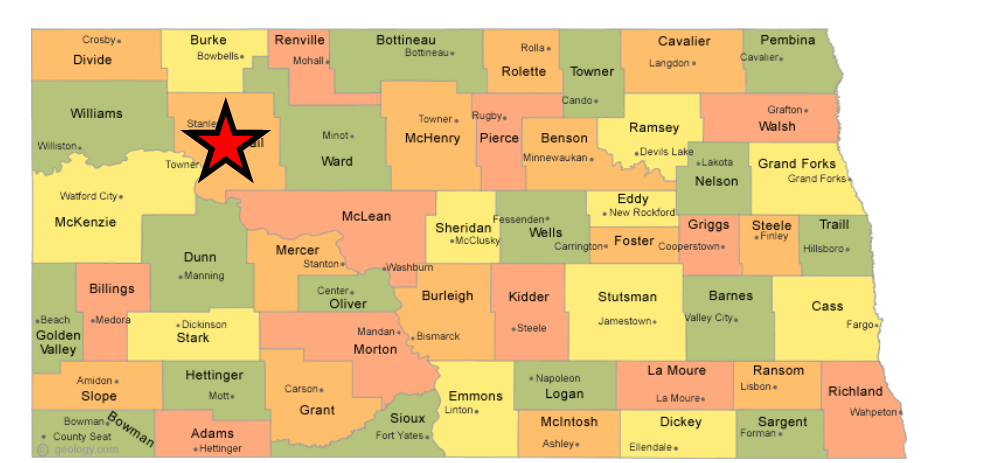 Crosby
Divide
Burke
Bowbells
Renville
Mohall
Bottineau
Bottineau
Rolla
Rolette
Towner
Cando
Cavalier
Langdon
Pembina
Cavalier
Williams
Williston
Towner
Minot
Ward
Towner
McHenry
Rugby
Pierce
Benson
Minnewaukan
Ramsey
Devils Lake
Grafton
Walsh
Lakota
Nelson
Grand Forks
Grand Forks
Watford City
McKenzie
McLean
Washburn
Sheridan
McClusky
Fessenden
Wells
Eddy
New Rockford
Carrington
Foster
Griggs
Cooperstown
Steele
Finley
Traill
Hillsboro
Dunn
Manning
Mercer
Stanton
Center
Oliver
Burleigh
Bismarck
Kidder
Steele
Stutsman
Jamestown
Barnes
Valley City
Cass
Fargo
Beach
Golden
Valley
Billings
Medora
Dickinson
Stark
Mandan
Morton
Amidon
Slope
Hettinger
Mott
Carson
Grant
Emmons
Linton
Napoleon
Logan
La Moure
La Moure
Ransom
Lisbon
Richland
Wahpeton
Bowman
Bowman
County Seat
© geology.com
Adams
Hettinger
Sioux
Fort Yates
McIntosh
Ashley
Dickey
Ellendale
Sargent
Forman